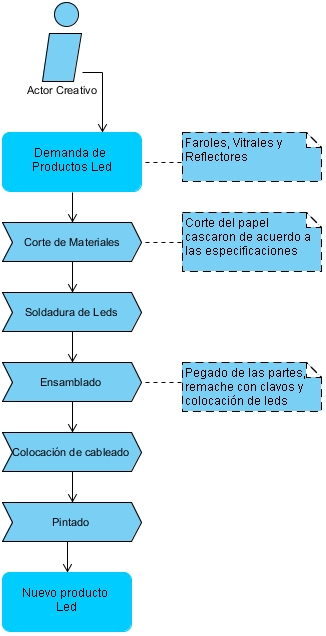 Actor Creativo
Demanda de
Productos Led
Faroles, Vitrales y
Reflectores
Corte de Materiales
Corte del papel
cascaron de acuerdo a
las especificaciones
Soldadura de Leds
Ensamblado
Pegado de las partes,
remache con clavos y
colocación de leds
Colocación de cableado
Pintado
Nuevo producto
Led